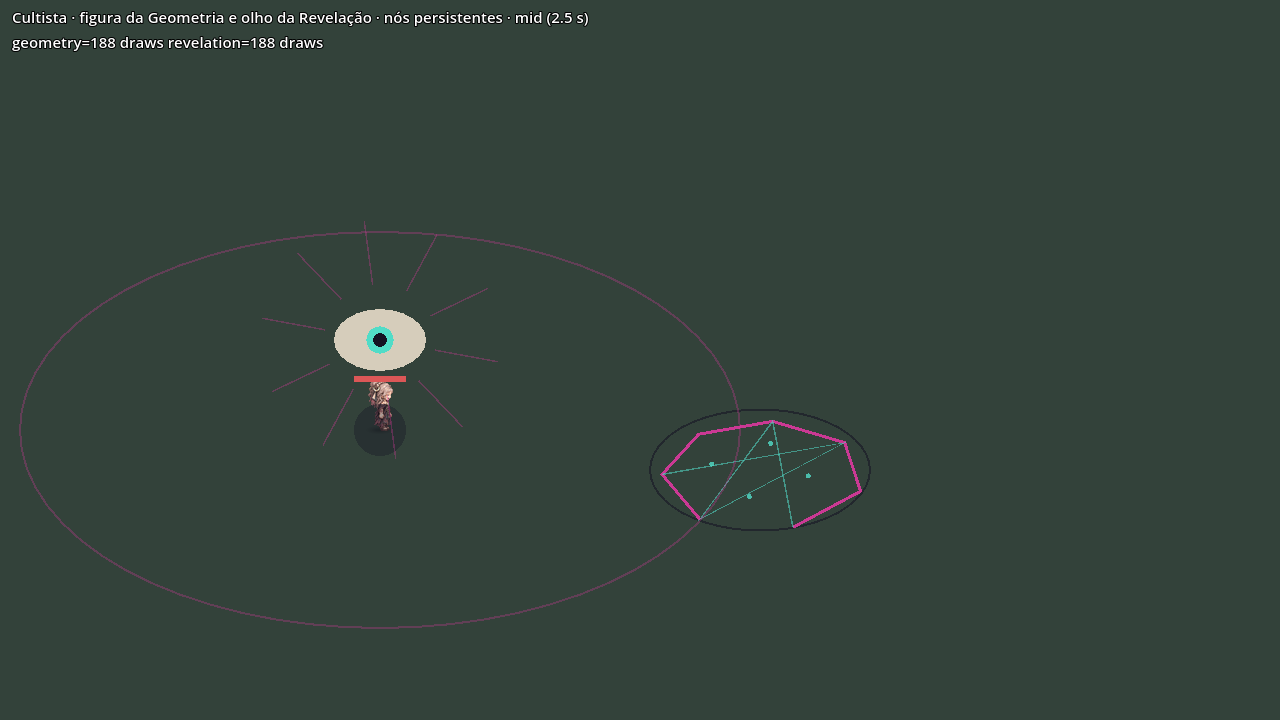 Cultista · figura da Geometria e olho da Revelação · nós persistentes · mid (2.5 s)
geometry=188 draws revelation=188 draws